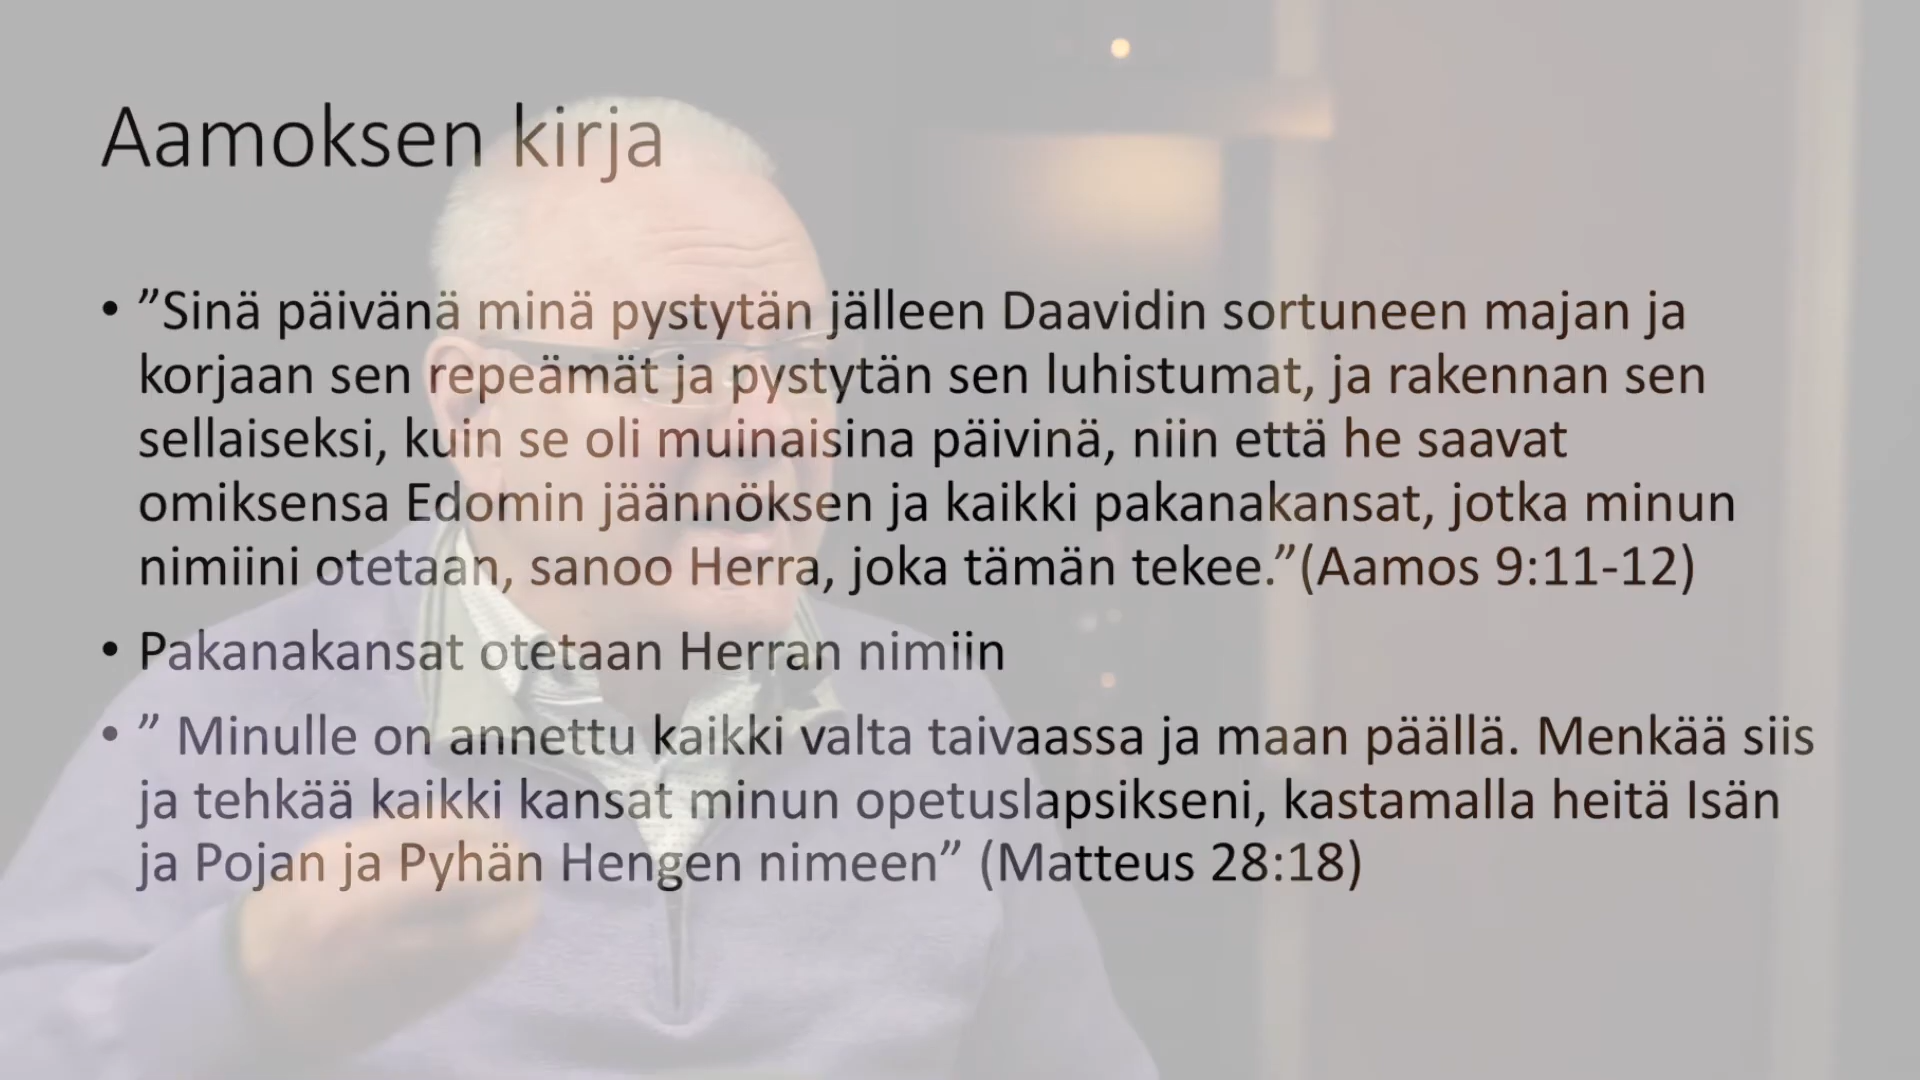 Aamoksen kirja
• ”Sinä päivänä minä pystytän jälleen Daavidin sortuneen majan ja
korjaan sen repeämät ja pystytän sen luhistumat, ja rakennan sen
sellaiseksi, kuin se oli muinaisina päivinä, niin että he saavat
omiksensa Edomin jäännöksen ja kaikki pakanakansat, jotka minun
nimiini otetaan, sanoo Herra, joka tämän tekee.”(Aamos 9:11-12)
• Pakanakansat otetaan Herran nimiin
• ” Minulle on annettu kaikki valta taivaassa ja maan päällä. Menkää siis
ja tehkää kaikki kansat minun opetuslapsikseni, kastamalla heitä Isän
ja Pojan ja Pyhän Hengen nimeen” (Matteus 28:18)